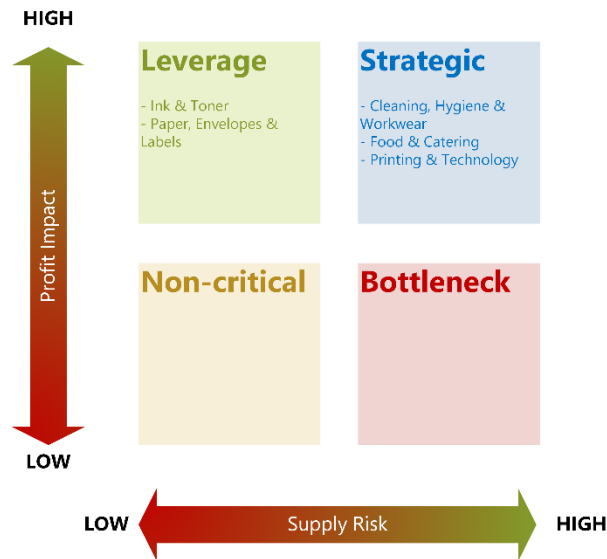 HIGH
Leverage
- Ink & Toner
- Paper, Envelopes &
Labels
Strategic
- Cleaning, Hygiene &
Workwear
- Food & Catering
- Printing & Technology
Profit Impact
Non-critical
Bottleneck
LOW
LOW
Supply Risk
HIGH